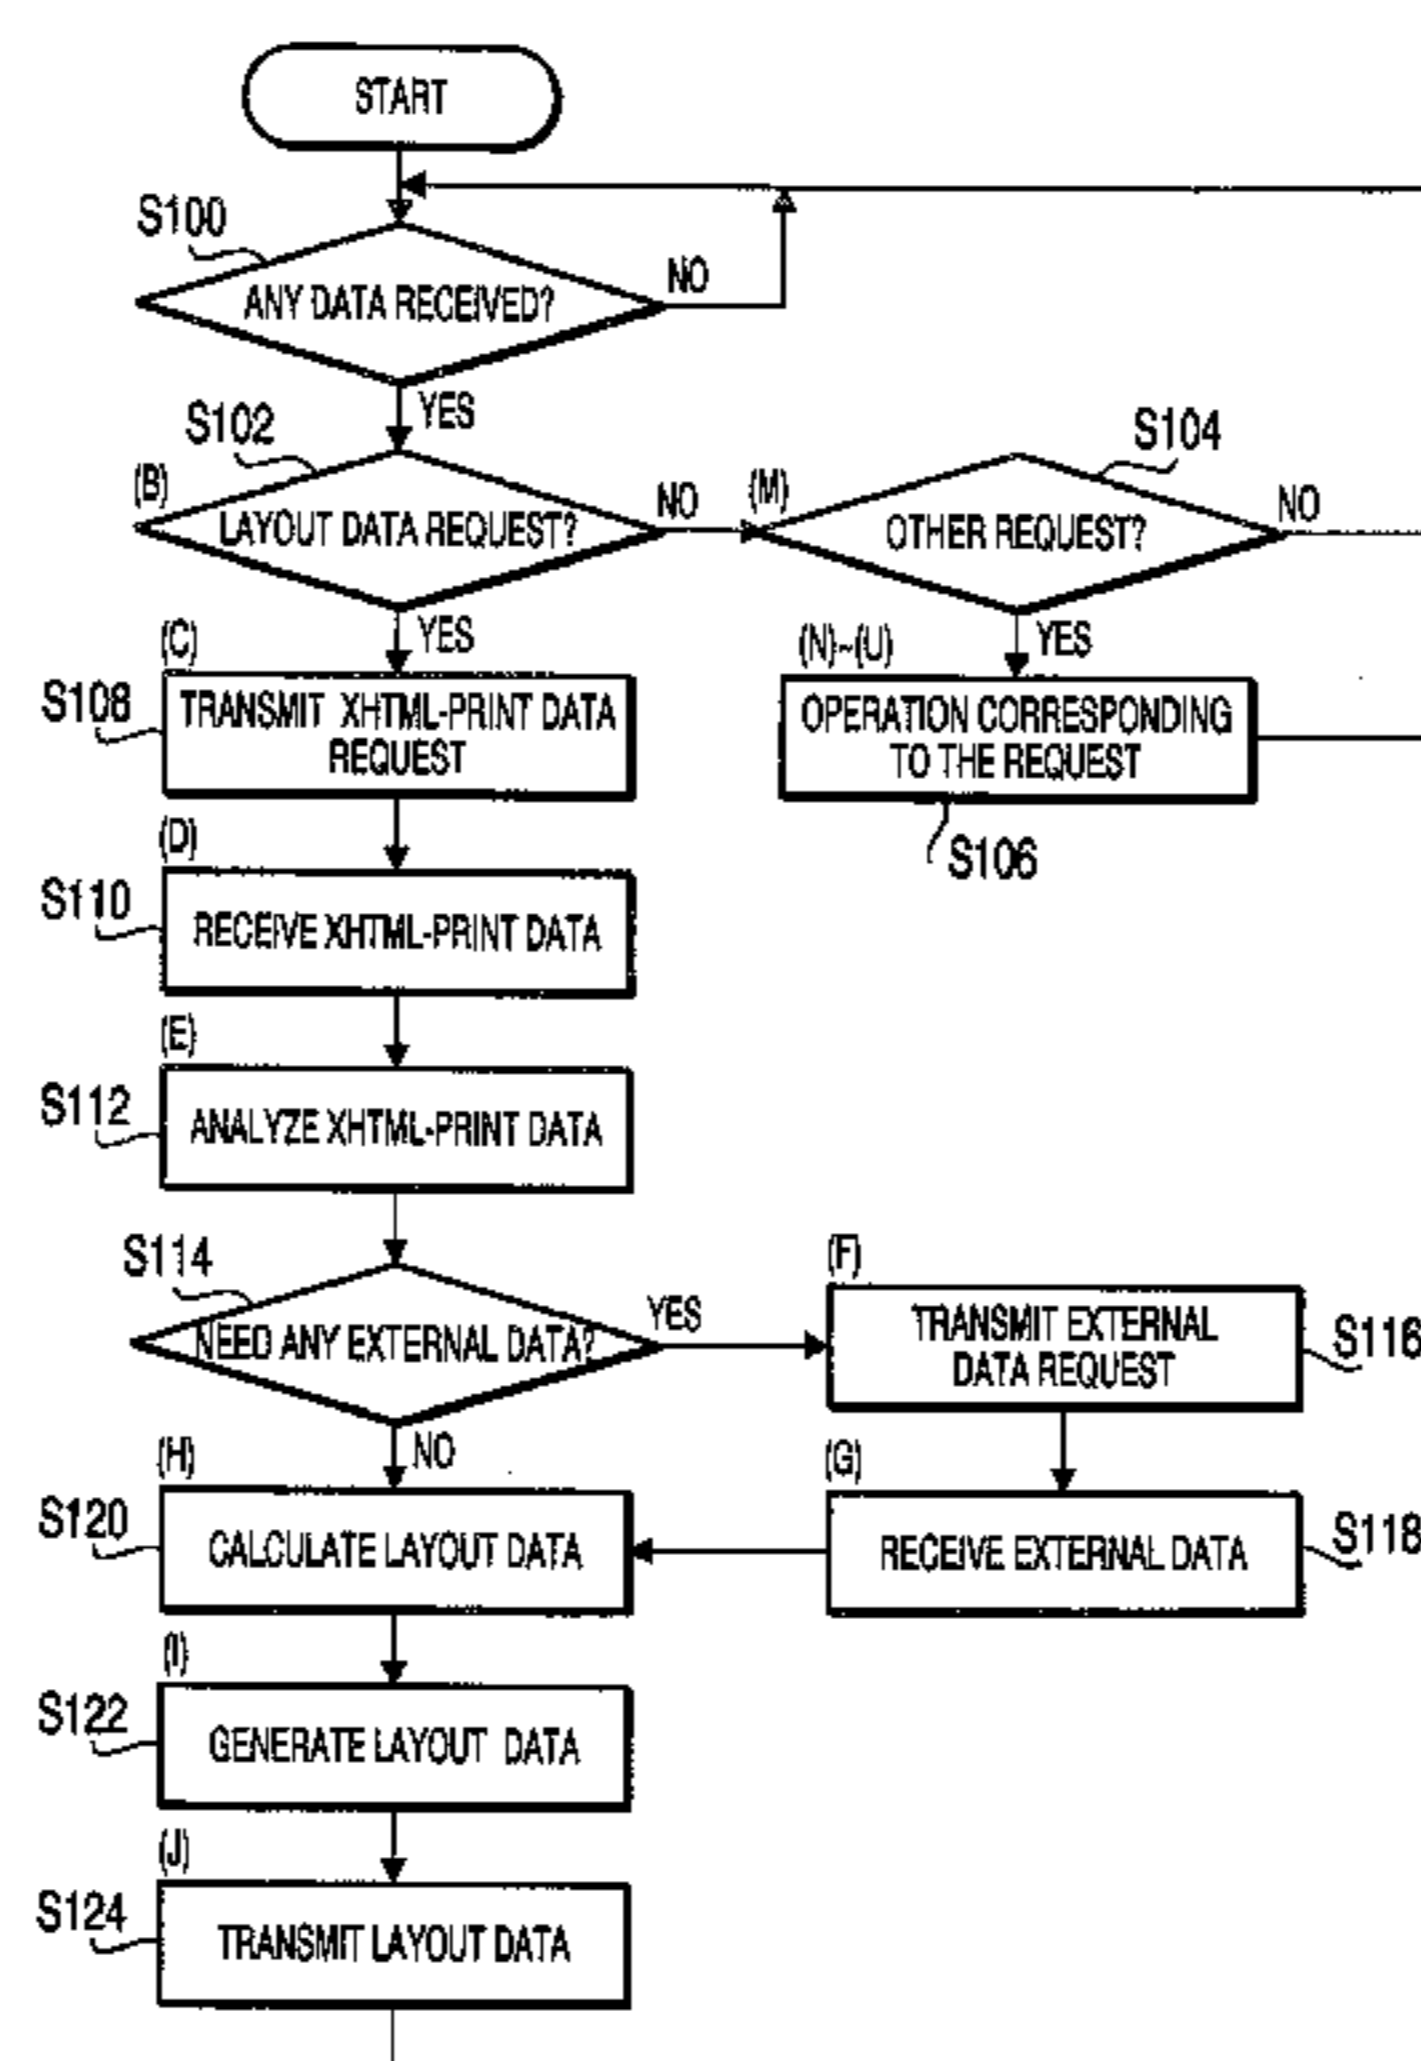 START
S100
ANY DATA RECEIVED?
NO
YES
S102
(B)
LAYOUT DATA REQUEST?
NO
S104
(M)
OTHER REQUEST?
NO
YES
YES
(C)
S108
TRANSMIT XHTML-PRINT DATA
REQUEST
(N)~(U)
OPERATION CORRESPONDING
TO THE REQUEST
S106
(D)
S110
RECEIVE XHTML-PRINT DATA
(E)
S112
ANALYZE XHTML-PRINT DATA
S114
NEED ANY EXTERNAL DATA?
YES
NO
(F)
TRANSMIT EXTERNAL
DATA REQUEST
S116
(G)
RECEIVE EXTERNAL DATA
S118
(H)
S120
CALCULATE LAYOUT DATA
(I)
S122
GENERATE LAYOUT DATA
(J)
S124
TRANSMIT LAYOUT DATA